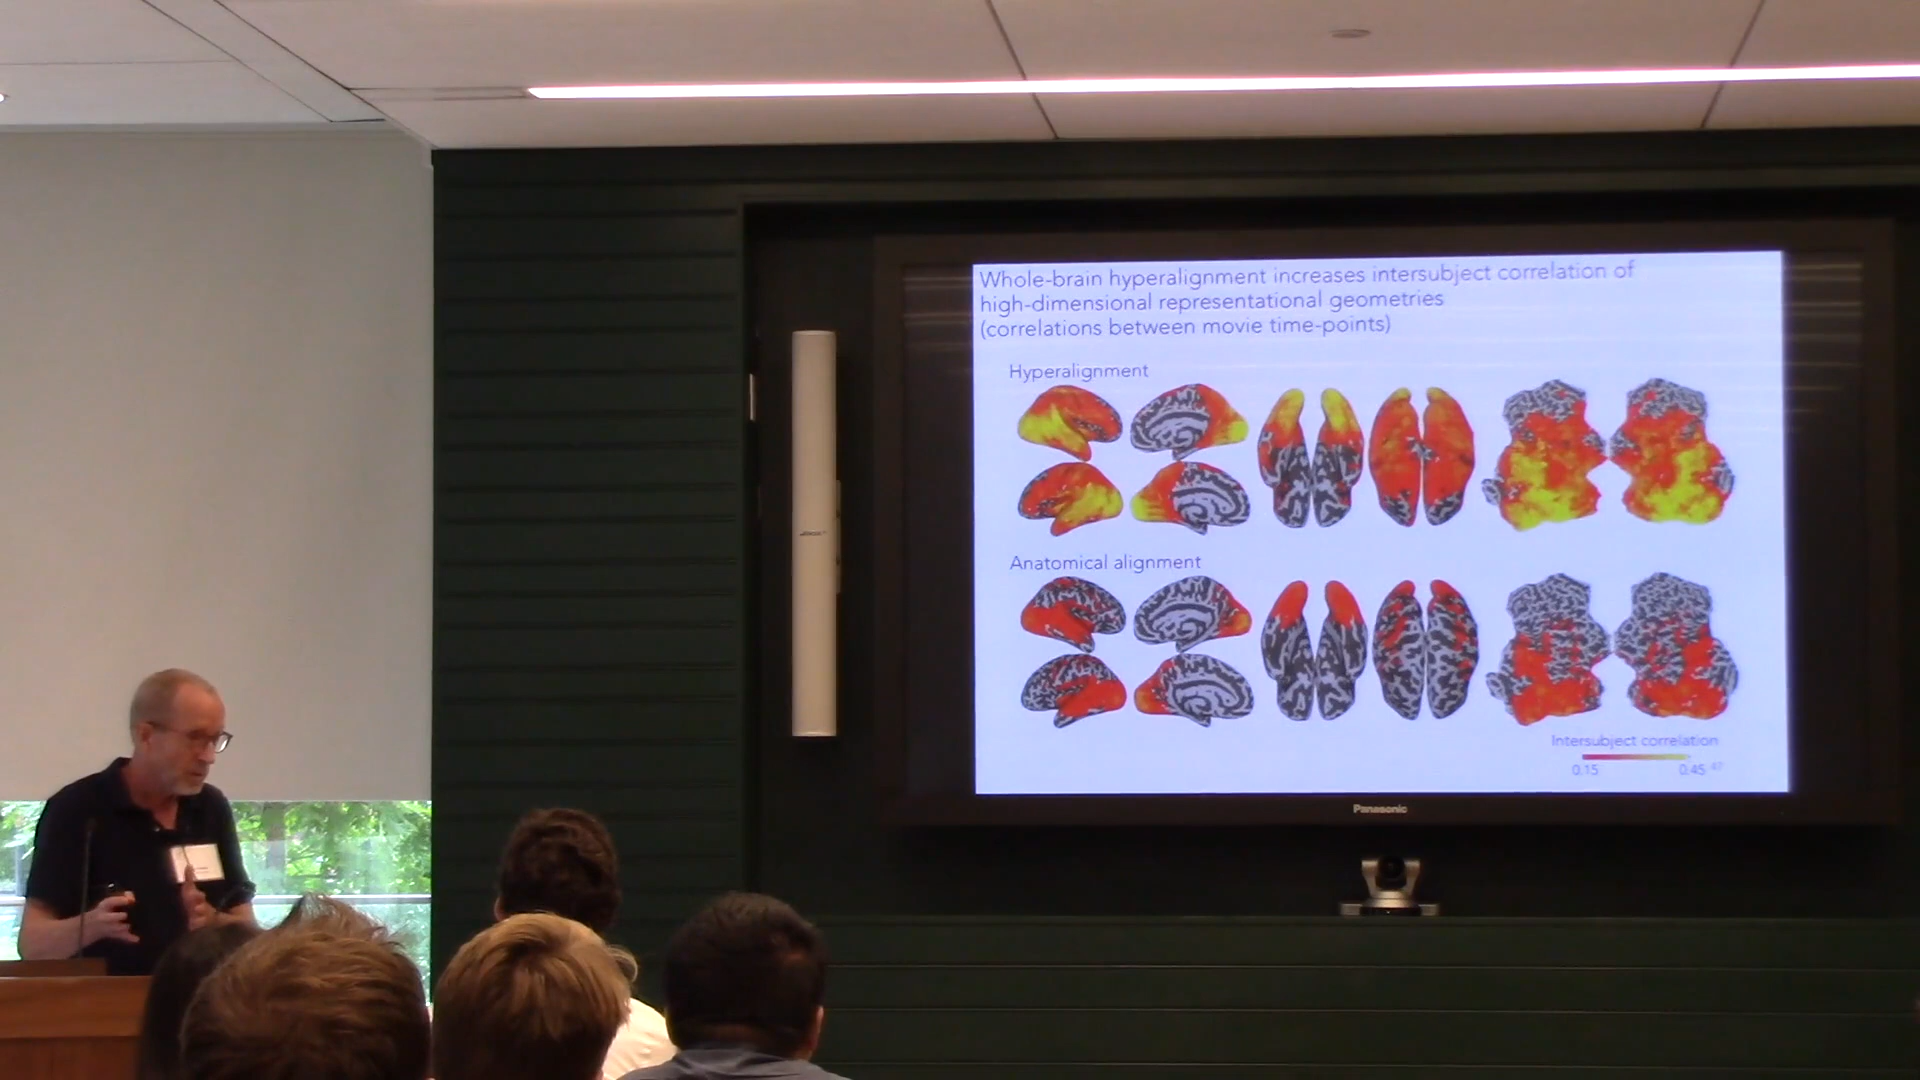 Whole-brain hyperalignment increases intersubject correlation of
high-dimensional representational geometries
(correlations between movie time-points)
Hyperalignment
Anatomical alignment
Intersubject correlation
0.15 0.45 47
Panasonic